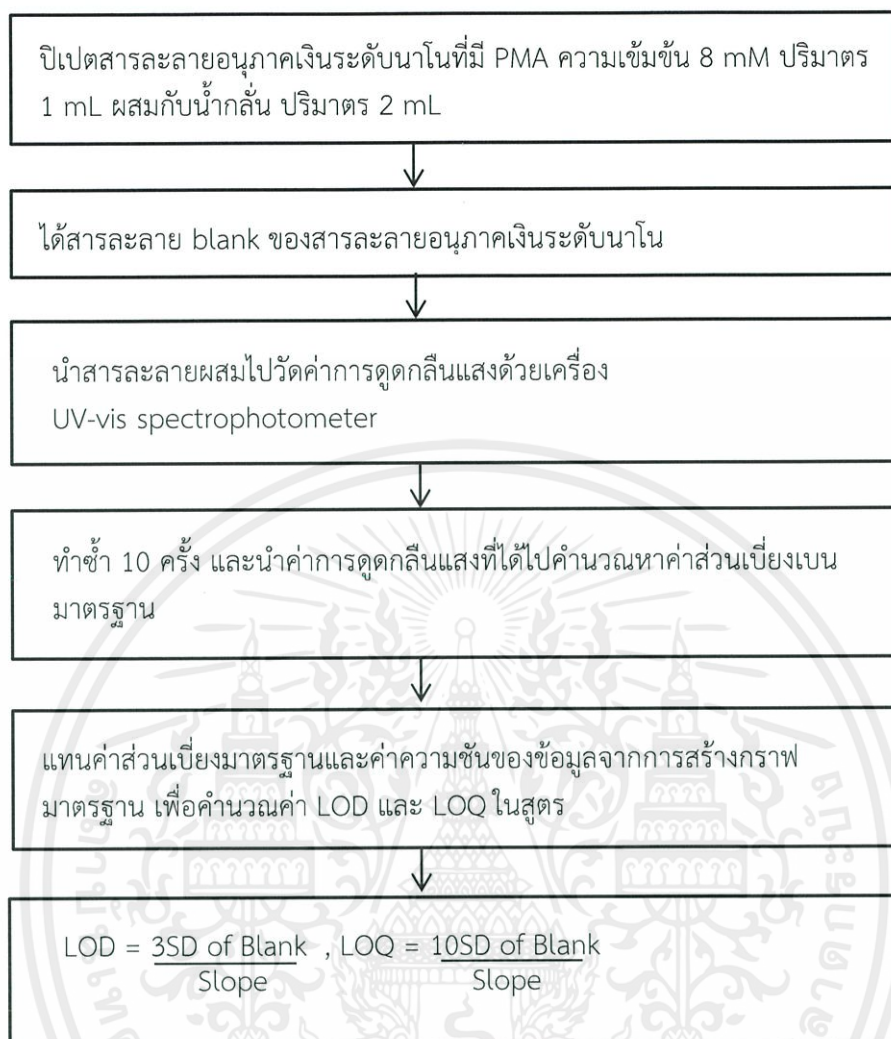 ปิเปตสารละลายอนุภาคเงินระดับนาโนที่มี PMA ความเข้มข้น 8 mM ปริมาตร
1 mL ผสมกับน้ำกลั่น ปริมาตร 2 mL
ได้สารละลาย blank ของสารละลายอนุภาคเงินระดับนาโน
นำสารละลายผสมไปวัดค่าการดูดกลืนแสงด้วยเครื่อง
UV-vis spectrophotometer
ทำซ้ำ 10 ครั้ง และนำค่าการดูดกลืนแสงที่ได้ไปคำนวณหาค่าส่วนเบี่ยงเบน
มาตรฐาน
แทนค่าส่วนเบี่ยงมาตรฐานและค่าความชันของข้อมูลจากการสร้างกราฟ
มาตรฐาน เพื่อคำนวณค่า LOD และ LOQ ในสูตร
LOD = 3SD of Blank , LOQ = 10SD of Blank
Slope Slope